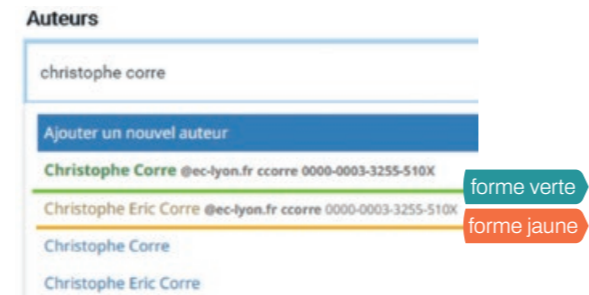 Auteurs
christophe corre
Ajouter un nouvel auteur
Christophe Corre @ec-lyon.fr ccorre 0000-0003-3255-510X
forme verte
Christophe Eric Corre @ec-lyon.fr ccorre 0000-0003-3255-510X
forme jaune
Christophe Corre
Christophe Eric Corre